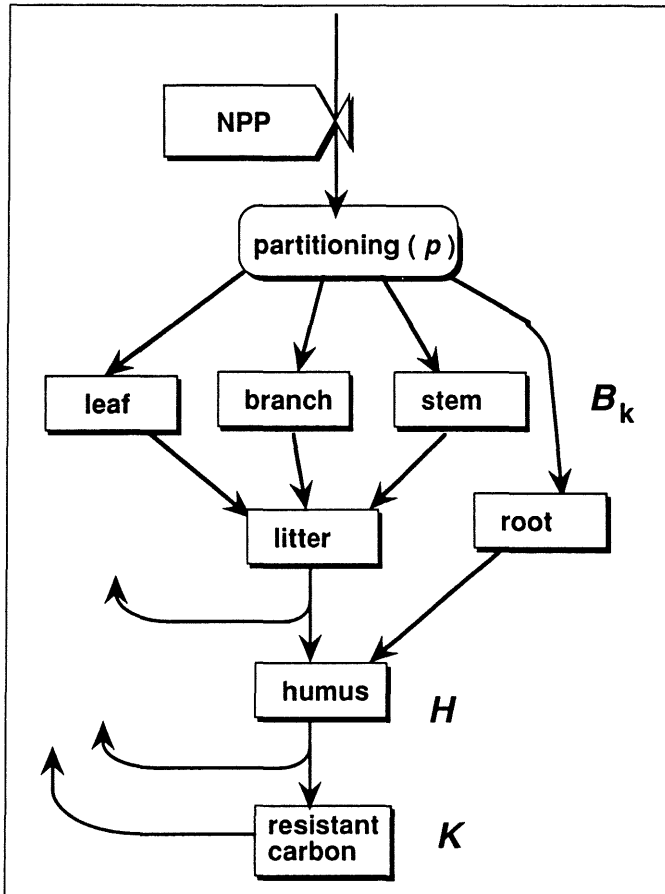 NPP
partitioning ( p )
leaf
branch
stem
B k
root
litter
humus
H
resistant
carbon
K